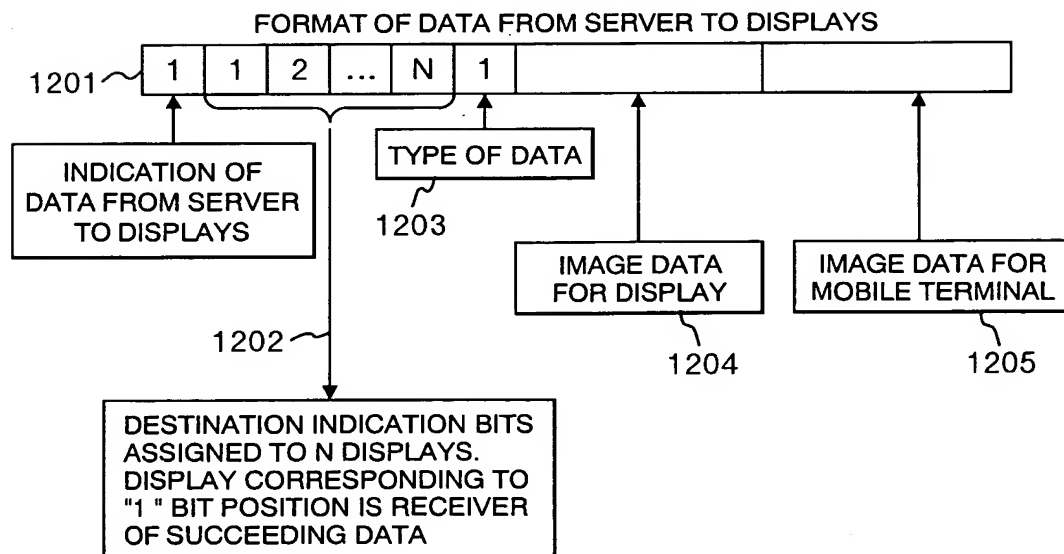 FORMAT OF DATA FROM SERVER TO DISPLAYS
1201
1 1 2 ... N 1
INDICATION OF
DATA FROM SERVER
TO DISPLAYS
TYPE OF DATA
1203
IMAGE DATA
FOR DISPLAY
1204
IMAGE DATA FOR
MOBILE TERMINAL
1205
1202
DESTINATION INDICATION BITS
ASSIGNED TO N DISPLAYS.
DISPLAY CORRESPONDING TO
"1 " BIT POSITION IS RECEIVER
OF SUCCEEDING DATA